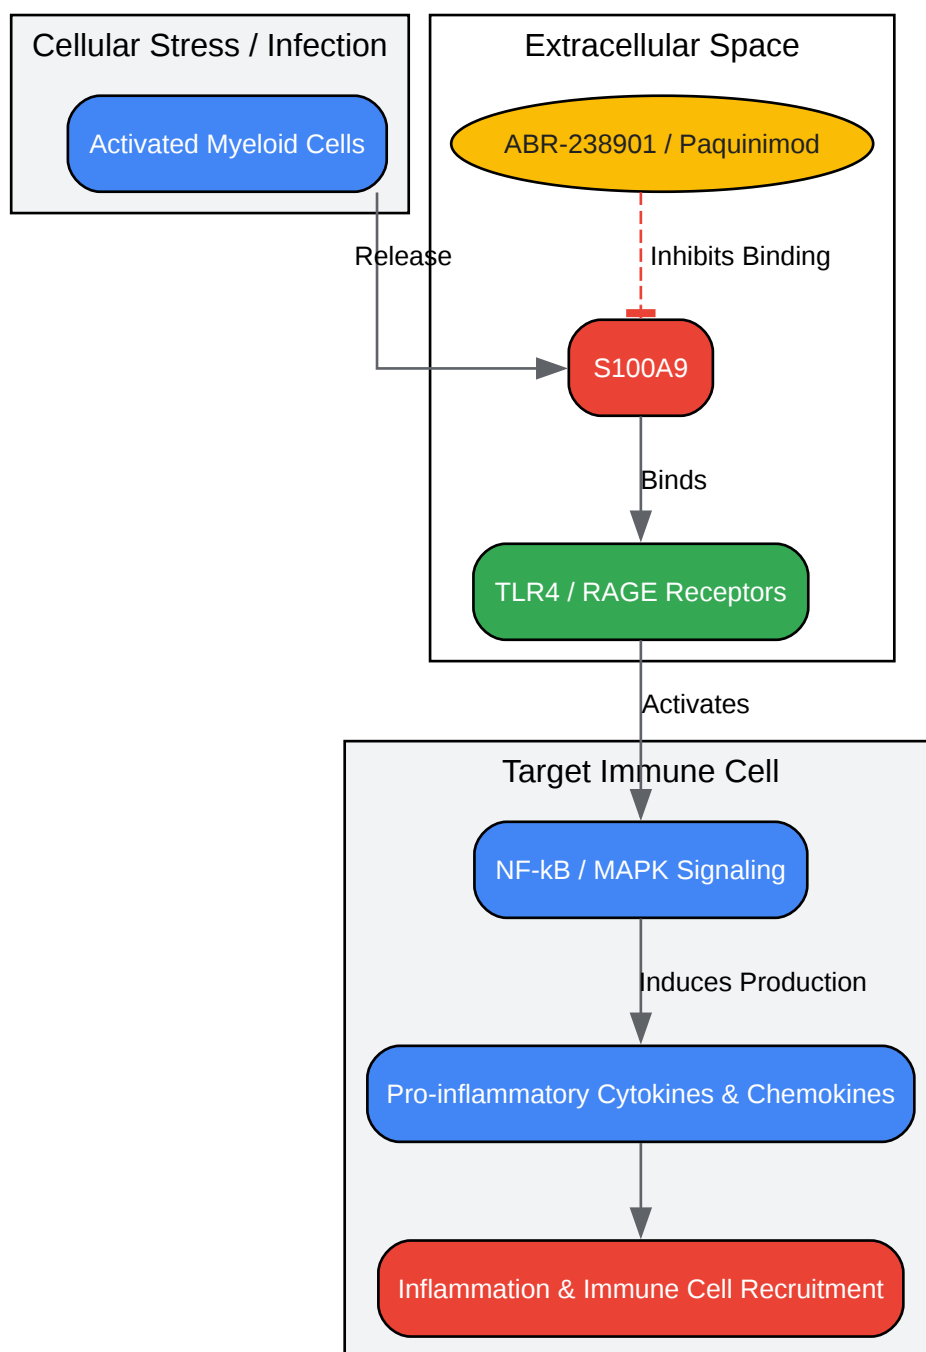 Cellular Stress / Infection
Activated Myeloid Cells
Extracellular Space
ABR-238901 / Paquinimod
Release
Inhibits Binding
S100A9
Binds
TLR4 / RAGE Receptors
Activates
Target Immune Cell
NF-kB / MAPK Signaling
Induces Production
Pro-inflammatory Cytokines & Chemokines
Inflammation & Immune Cell Recruitment